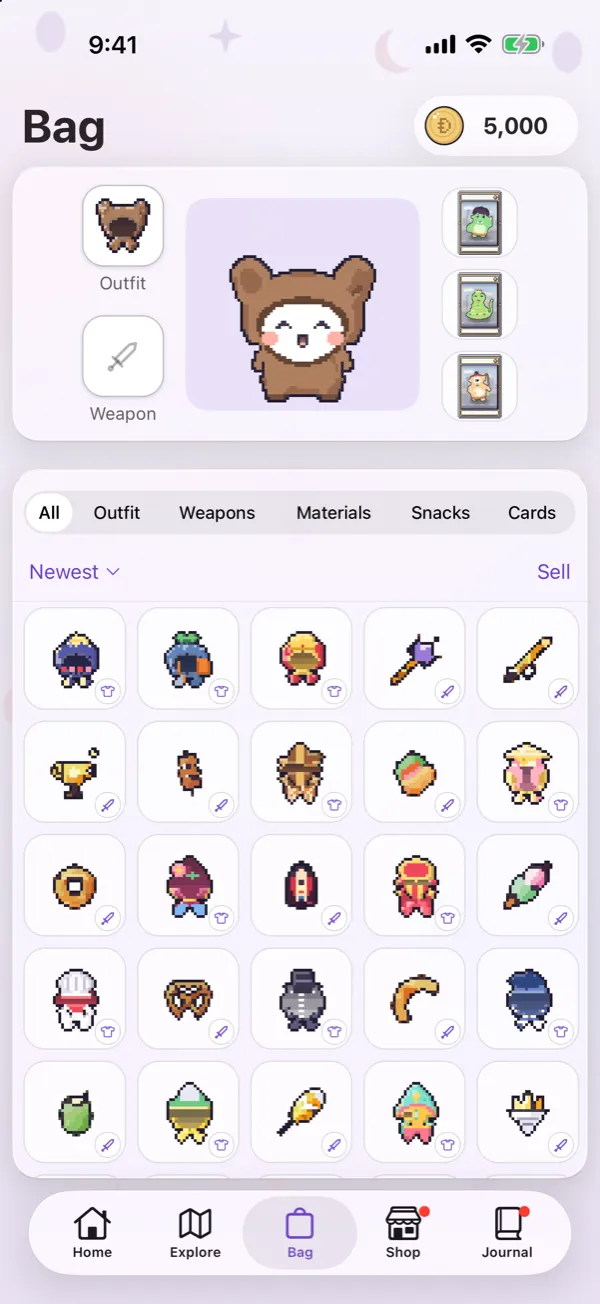 9:41
Bag
5,000
Outfit
Weapon
All Outfit Weapons Materials Snacks Cards
Newest Sell
Home Explore Bag Shop Journal